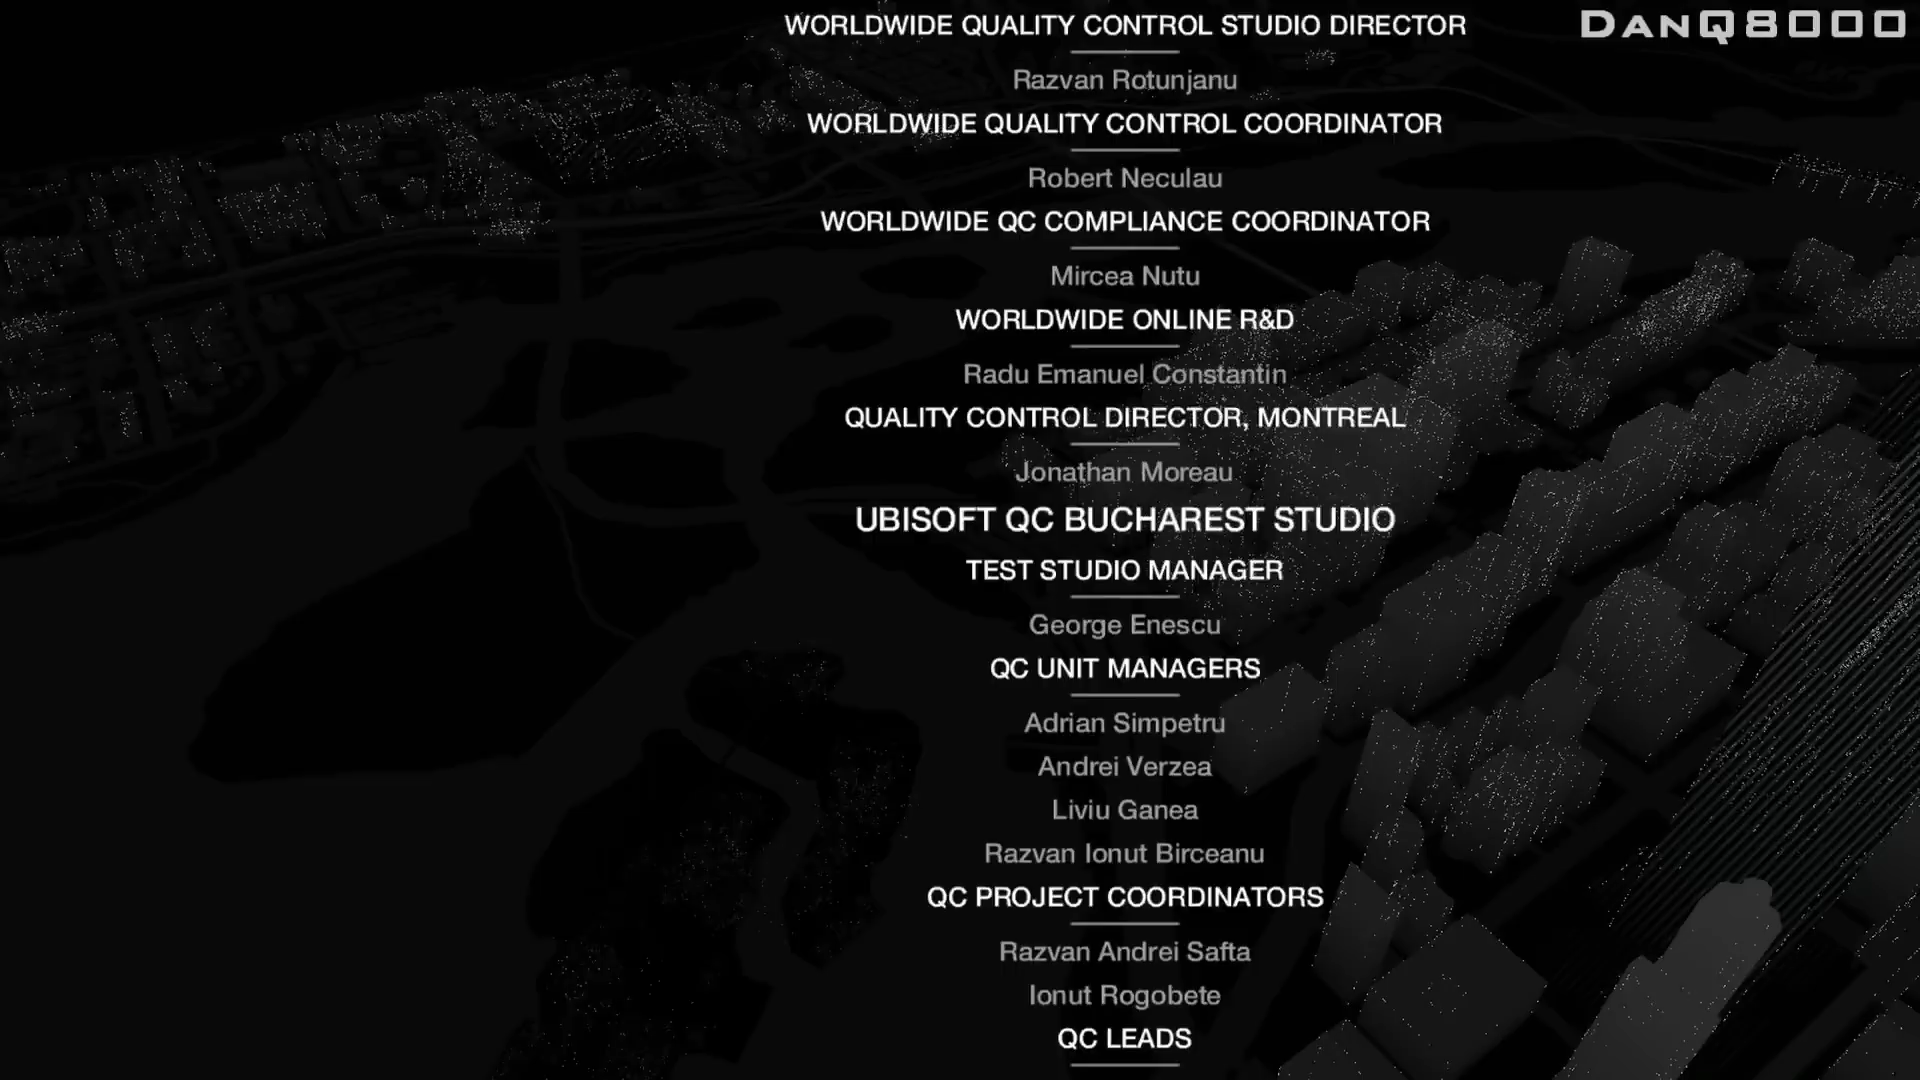 WORLDWIDE QUALITY CONTROL STUDIO DIRECTOR
DANQ8000
Razvan Rotunjanu
WORLDWIDE QUALITY CONTROL COORDINATOR
Robert Neculau
WORLDWIDE QC COMPLIANCE COORDINATOR
Mircea Nutu
WORLDWIDE ONLINE R&D
Radu Emanuel Constantin
QUALITY CONTROL DIRECTOR, MONTREAL
Jonathan Moreau
UBISOFT QC BUCHAREST STUDIO
TEST STUDIO MANAGER
George Enescu
QC UNIT MANAGERS
Adrian Simpetru
Andrei Verzea
Liviu Ganea
Razvan Ionut Birceanu
QC PROJECT COORDINATORS
Razvan Andrei Safta
Ionut Rogobete
QC LEADS